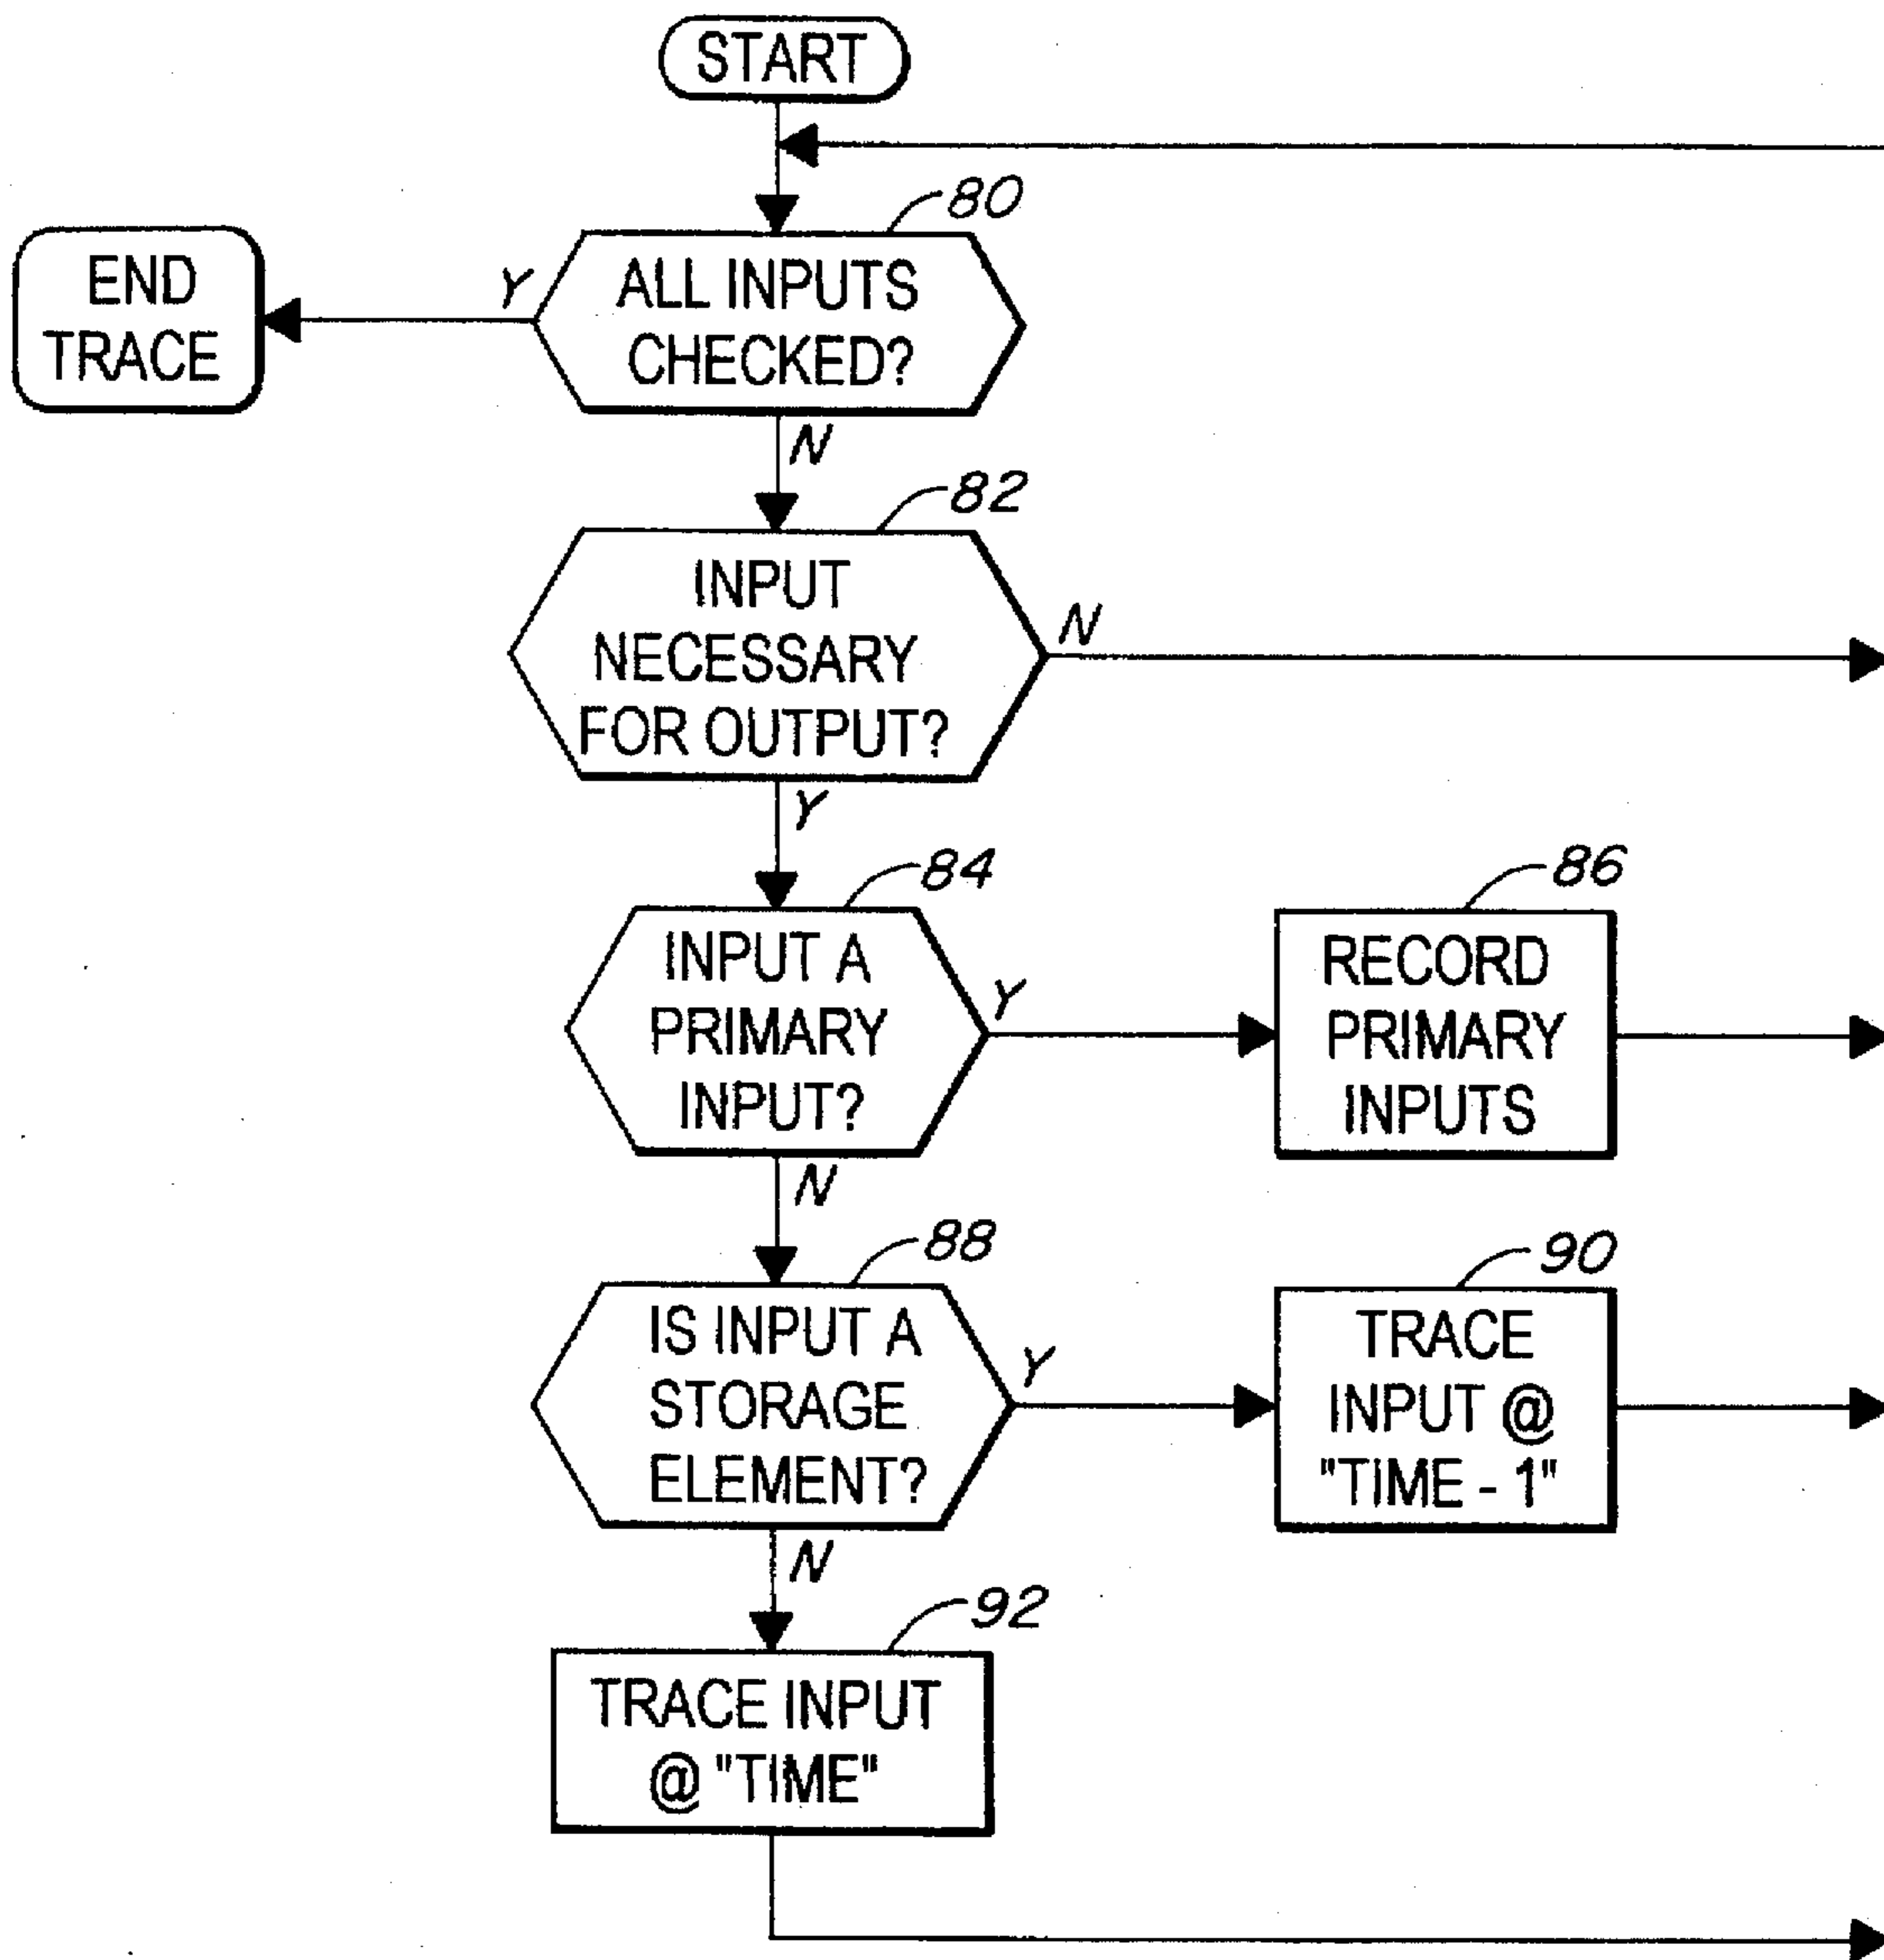 START
80
END
TRACE
Y
ALL INPUTS
CHECKED?
N
82
INPUT
NECESSARY
FOR OUTPUT?
N
Y
84
INPUT A
PRIMARY
INPUT?
Y
86
RECORD
PRIMARY
INPUTS
N
88
IS INPUT A
STORAGE
ELEMENT?
Y
90
TRACE
INPUT @
"TIME - 1"
N
92
TRACE INPUT
@ "TIME"